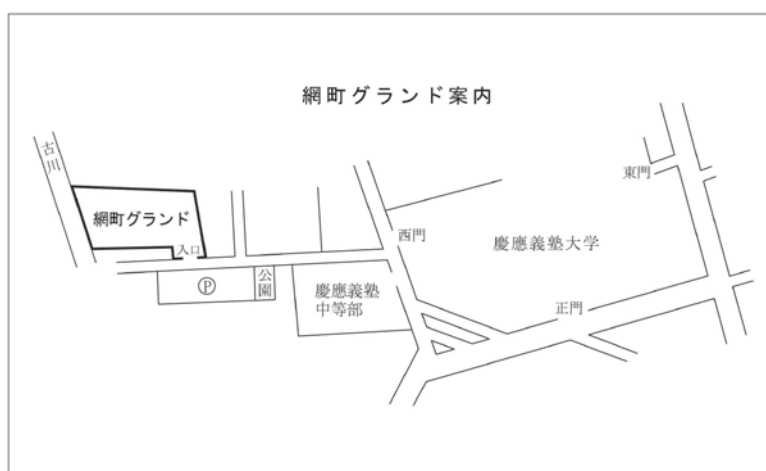 網町グランド案内
古川
網町グランド
入口
Ⓟ
公園
慶應義塾
中等部
西門
慶應義塾大学
東門
正門